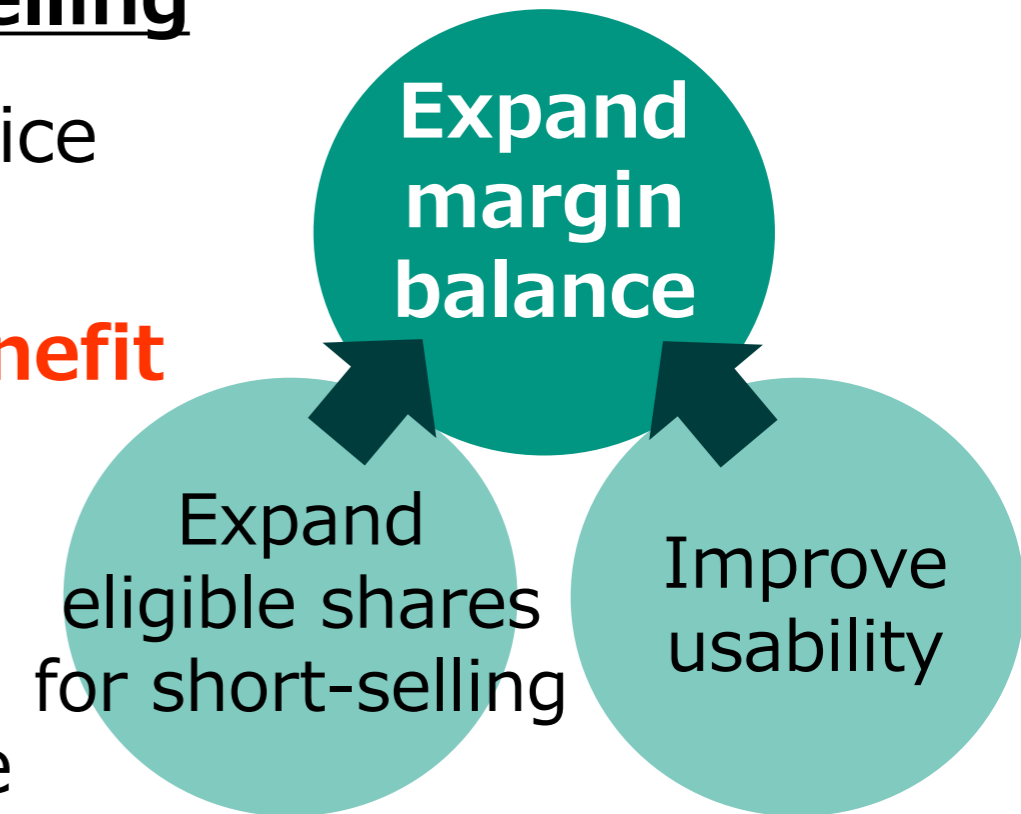 elling
ice
nefit
e
Expand
margin
balance
Expand
eligible shares
for short-selling
Improve
usability